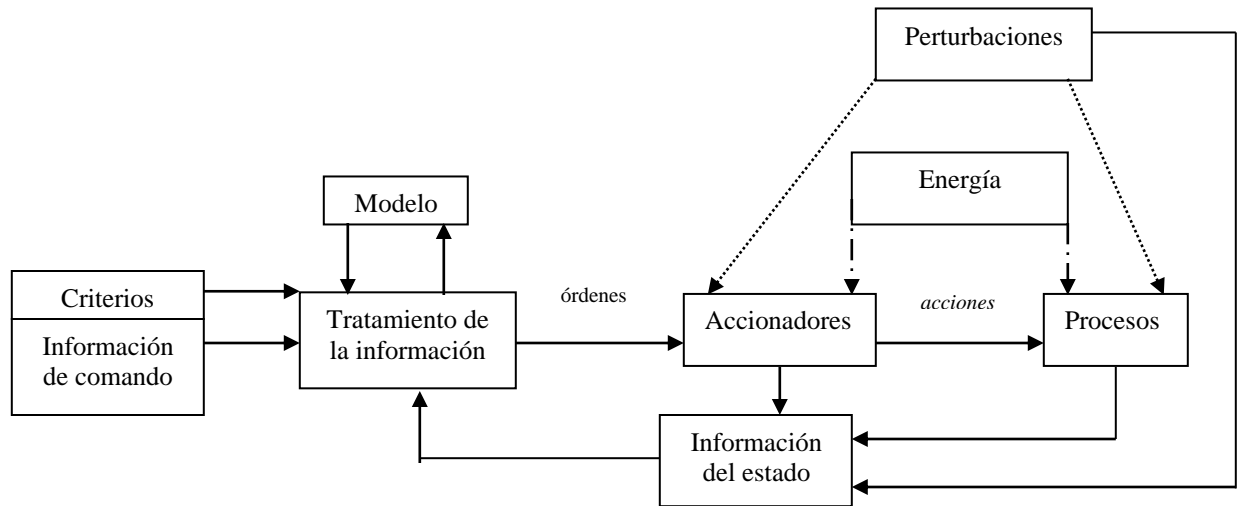 Perturbaciones
Energía
Modelo
Criterios
Información
de comando
Tratamiento de
la información
órdenes
Accionadores
acciones
Procesos
Información
del estado